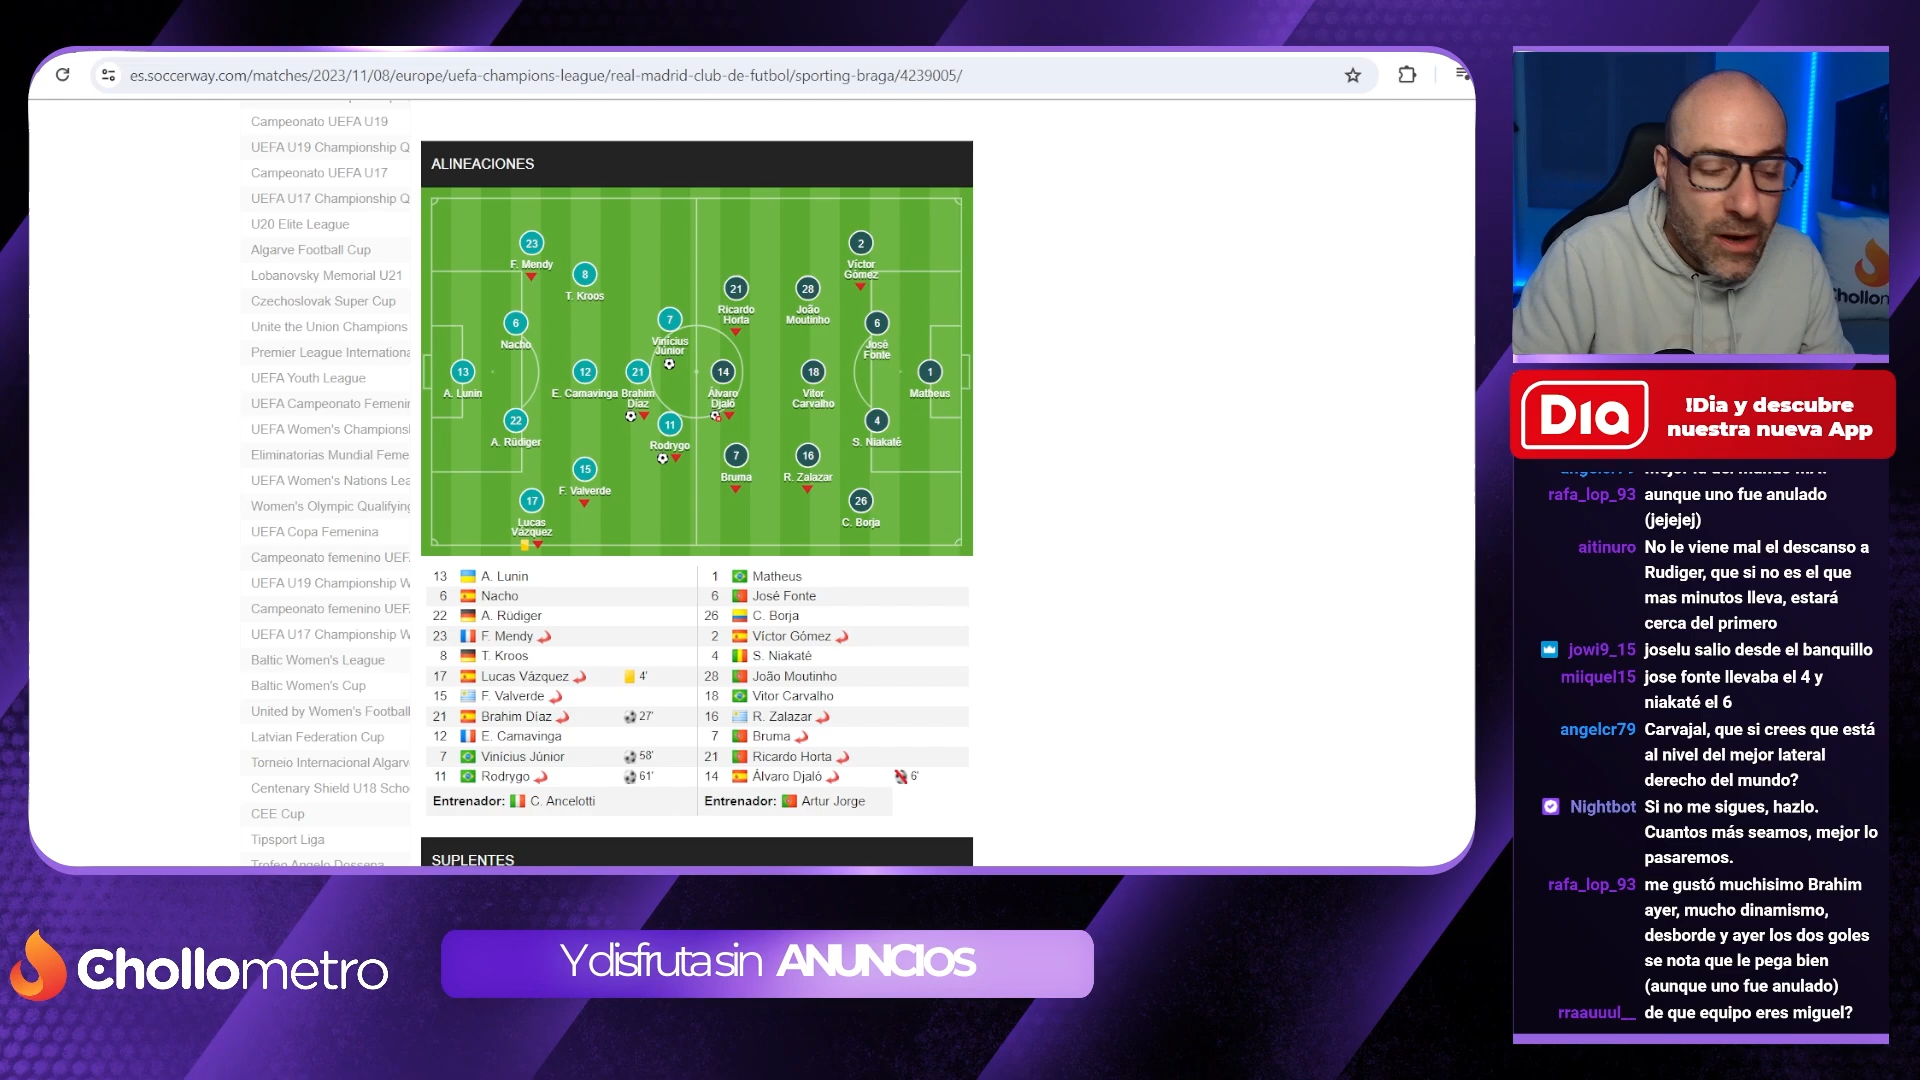 es.soccerway.com/matches/2023/11/08/europe/uefa-champions-league/real-madrid-club-de-futbol/sporting-braga/4239005/
Campeonato UEFA U19
UEFA U19 Championship Q
Campeonato UEFA U17
UEFA U17 Championship Q
U20 Elite League
Algarve Football Cup
Lobanovsky Memorial U21
Czechoslovak Super Cup
Unite the Union Champions
Premier League Internationa
UEFA Youth League
UEFA Campeonato Femenin
UEFA Women's Championsl
Eliminatorias Mundial Feme
UEFA Women's Nations Lea
Women's Olympic Qualifying
UEFA Copa Femenina
Campeonato femenino UEF
UEFA U19 Championship W
Campeonato femenino UEF
UEFA U17 Championship W
Baltic Women's League
Baltic Women's Cup
United by Women's Football
Latvian Federation Cup
Torneio Internacional Algarv
Centenary Shield U18 Scho
CEE Cup
Tipsport Liga
Trofeo Angelo Dossena
ALINEACIONES
23
F. Mendy
8
T. Kroos
6
Nacho
7
Vinícius
Júnior
13
A. Lunin
12
E. Camavinga
21
Brahim
Díaz
22
A. Rüdiger
11
Rodrygo
15
F. Valverde
17
Lucas
Vázquez
2
Víctor
Gómez
21
Ricardo
Horta
28
João
Moutinho
6
José
Fonte
14
Álvaro
Djaló
18
Vitor
Carvalho
1
Matheus
4
S. Niakaté
7
Bruma
16
R. Zalazar
26
C. Borja
13 A. Lunin
6 Nacho
22 A. Rüdiger
23 F. Mendy
8 T. Kroos
17 Lucas Vázquez 4'
15 F. Valverde
21 Brahim Díaz 27'
12 E. Camavinga
7 Vinícius Júnior 58'
11 Rodrygo 61'
Entrenador: C. Ancelotti
1 Matheus
6 José Fonte
26 C. Borja
2 Víctor Gómez
4 S. Niakaté
28 João Moutinho
18 Vitor Carvalho
16 R. Zalazar
7 Bruma
21 Ricardo Horta
14 Álvaro Djaló 6'
Entrenador: Artur Jorge
SUPLENTES
Chollometro
Y disfruta sin ANUNCIOS
chollon
Dia
!Dia y descubre
nuestra nueva App
rafa_lop_93 aunque uno fue anulado
(jejejej)
aitinuro No le viene mal el descanso a
Rudiger, que si no es el que
mas minutos lleva, estará
cerca del primero
jowi9_15 joselu salio desde el banquillo
miiquel15 jose fonte llevaba el 4 y
niakaté el 6
angelcr79 Carvajal, que si crees que está
al nivel del mejor lateral
derecho del mundo?
Nightbot Si no me sigues, hazlo.
Cuantos más seamos, mejor lo
pasaremos.
rafa_lop_93 me gustó muchisimo Brahim
ayer, mucho dinamismo,
desborde y ayer los dos goles
se nota que le pega bien
(aunque uno fue anulado)
rraauuul__ de que equipo eres miguel?